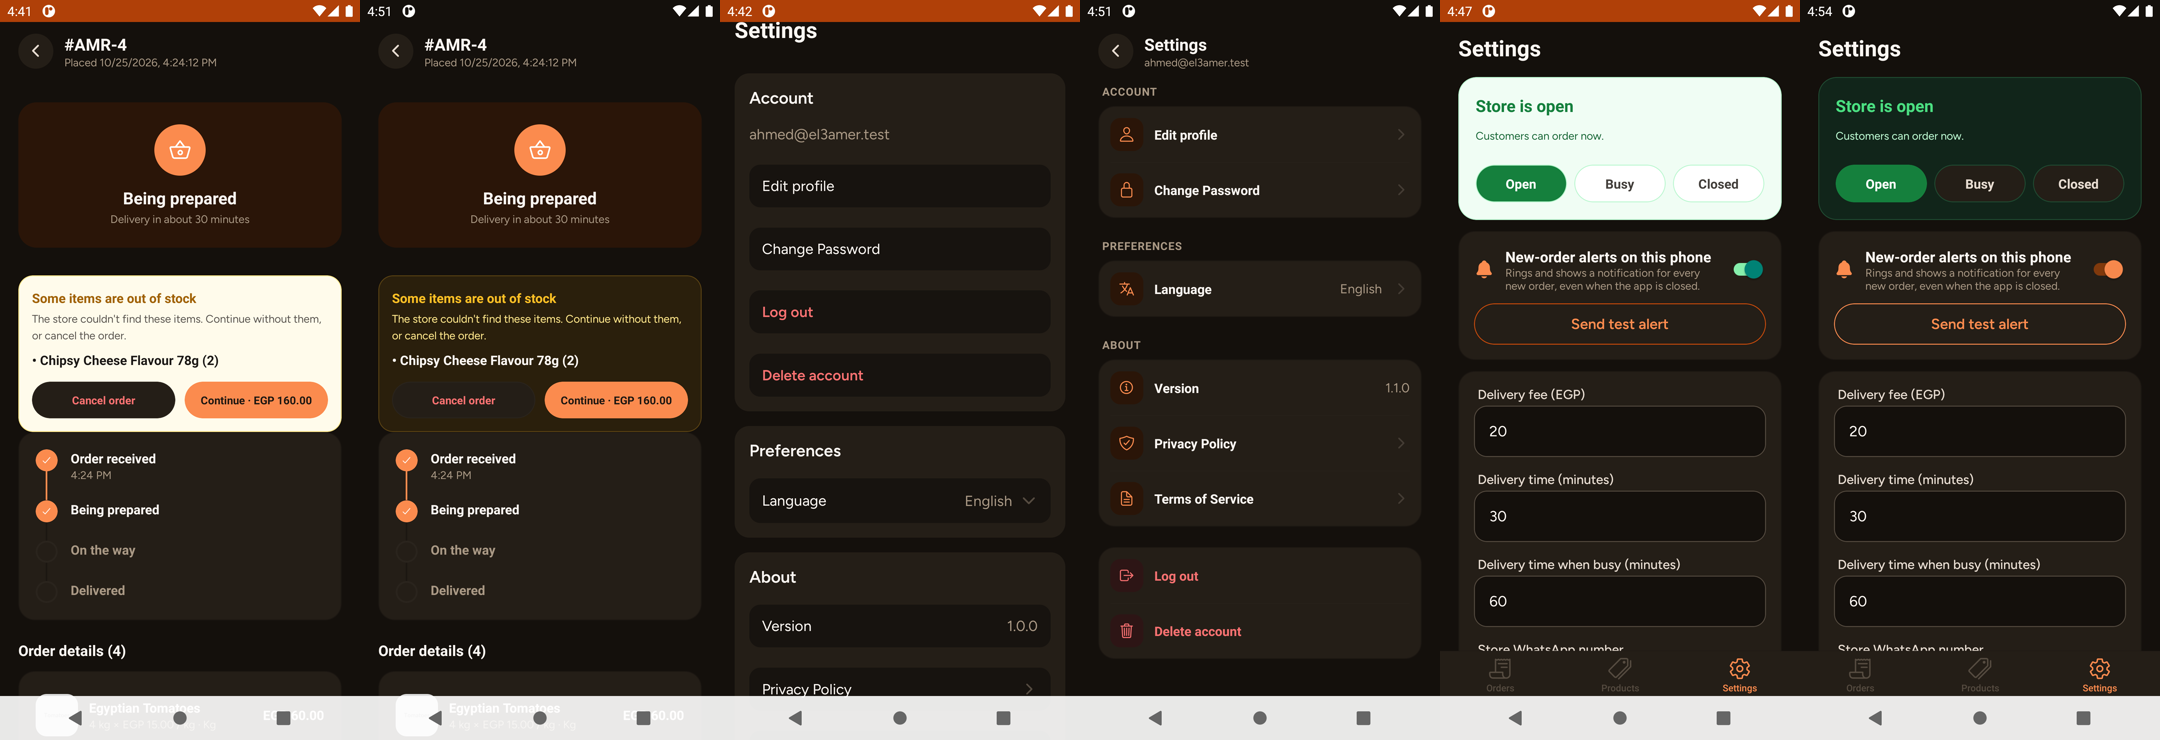 4:41
#AMR-4
Placed 10/25/2026, 4:24:12 PM
Being prepared
Delivery in about 30 minutes
Some items are out of stock
The store couldn't find these items. Continue without them,
or cancel the order.
• Chipsy Cheese Flavour 78g (2)
Cancel order
Continue · EGP 160.00
Order received
4:24 PM
Being prepared
On the way
Delivered
Order details (4)
Egyptian Tomatoes
4:51
#AMR-4
Placed 10/25/2026, 4:24:12 PM
Being prepared
Delivery in about 30 minutes
Some items are out of stock
The store couldn't find these items. Continue without them,
or cancel the order.
• Chipsy Cheese Flavour 78g (2)
Cancel order
Continue · EGP 160.00
Order received
4:24 PM
Being prepared
On the way
Delivered
Order details (4)
Egyptian Tomatoes
4:42
Settings
Account
ahmed@el3amer.test
Edit profile
Change Password
Log out
Delete account
Preferences
Language
English
About
Version
1.0.0
Privacy Policy
4:51
Settings
ahmed@el3amer.test
ACCOUNT
Edit profile
Change Password
PREFERENCES
Language
English
ABOUT
Version
1.1.0
Privacy Policy
Terms of Service
Log out
Delete account
4:47
Settings
Store is open
Customers can order now.
Open
Busy
Closed
New-order alerts on this phone
Rings and shows a notification for every
new order, even when the app is closed.
Send test alert
Delivery fee (EGP)
20
Delivery time (minutes)
30
Delivery time when busy (minutes)
60
Store WhatsApp number
Orders
Products
Settings
4:54
Settings
Store is open
Customers can order now.
Open
Busy
Closed
New-order alerts on this phone
Rings and shows a notification for every
new order, even when the app is closed.
Send test alert
Delivery fee (EGP)
20
Delivery time (minutes)
30
Delivery time when busy (minutes)
60
Store WhatsApp number
Orders
Products
Settings